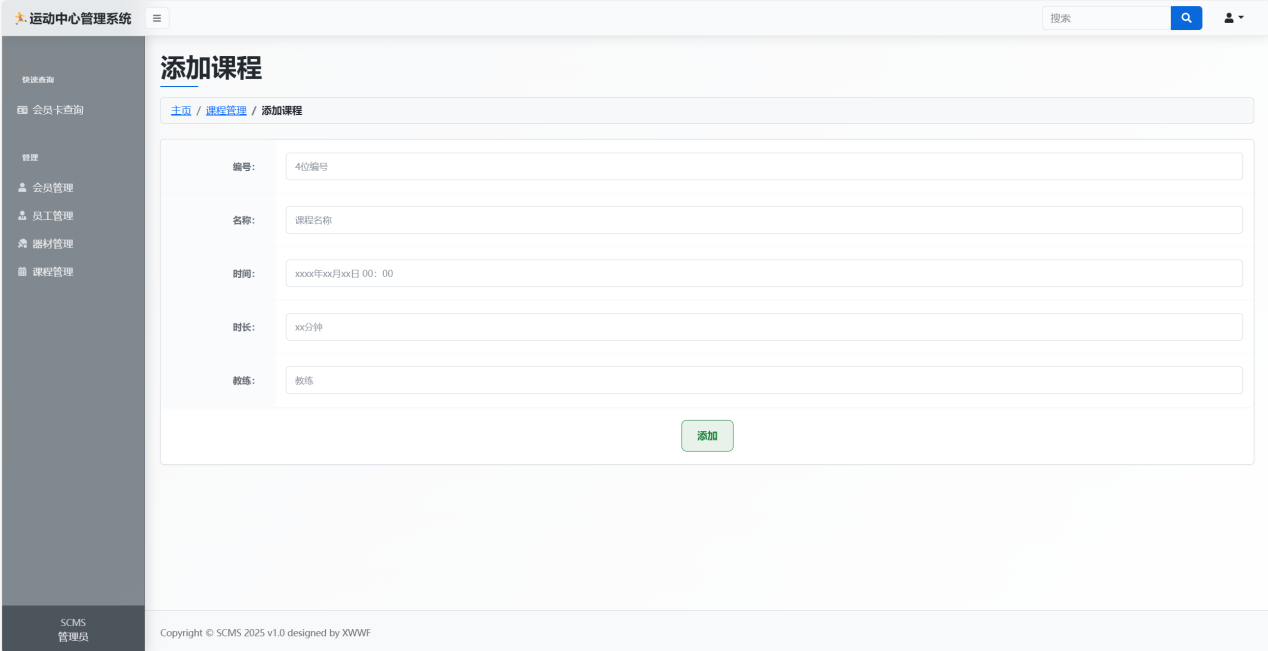 运动中心管理系统
搜索
快速查询
会员卡查询
管理
会员管理
员工管理
器材管理
课程管理
SCMS
管理员
添加课程
主页 / 课程管理 / 添加课程
编号: 4位编号
名称: 课程名称
时间: xxxx年xx月xx日 00：00
时长: xx分钟
教练: 教练
添加
Copyright © SCMS 2025 v1.0 designed by XWWF